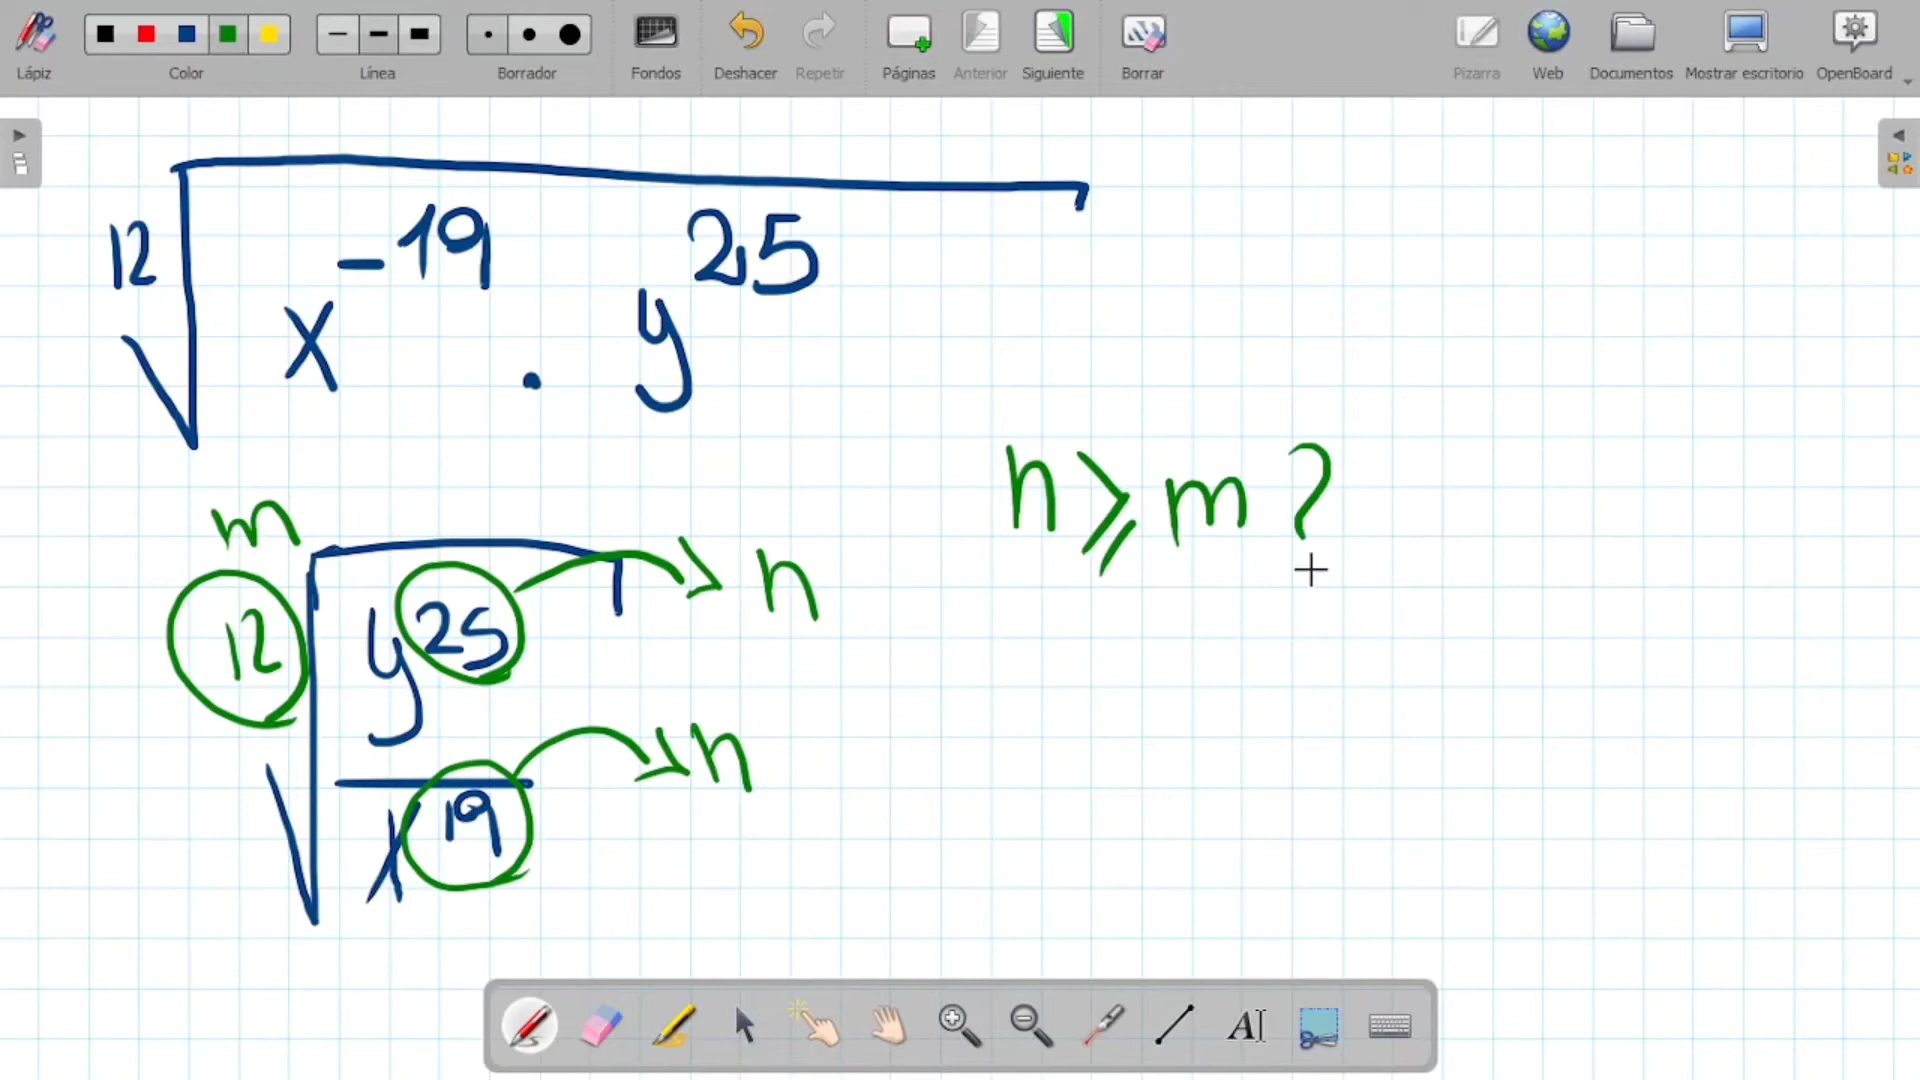 Lápiz Color Línea Borrador Fondos Deshacer Repetir Páginas Anterior Siguiente Borrar Pizarra Web Documentos Mostrar escritorio OpenBoard
12√(x^-19 . y^25)
n ≥ m ?
m
12√(y^25 / x^19)
n
n
A